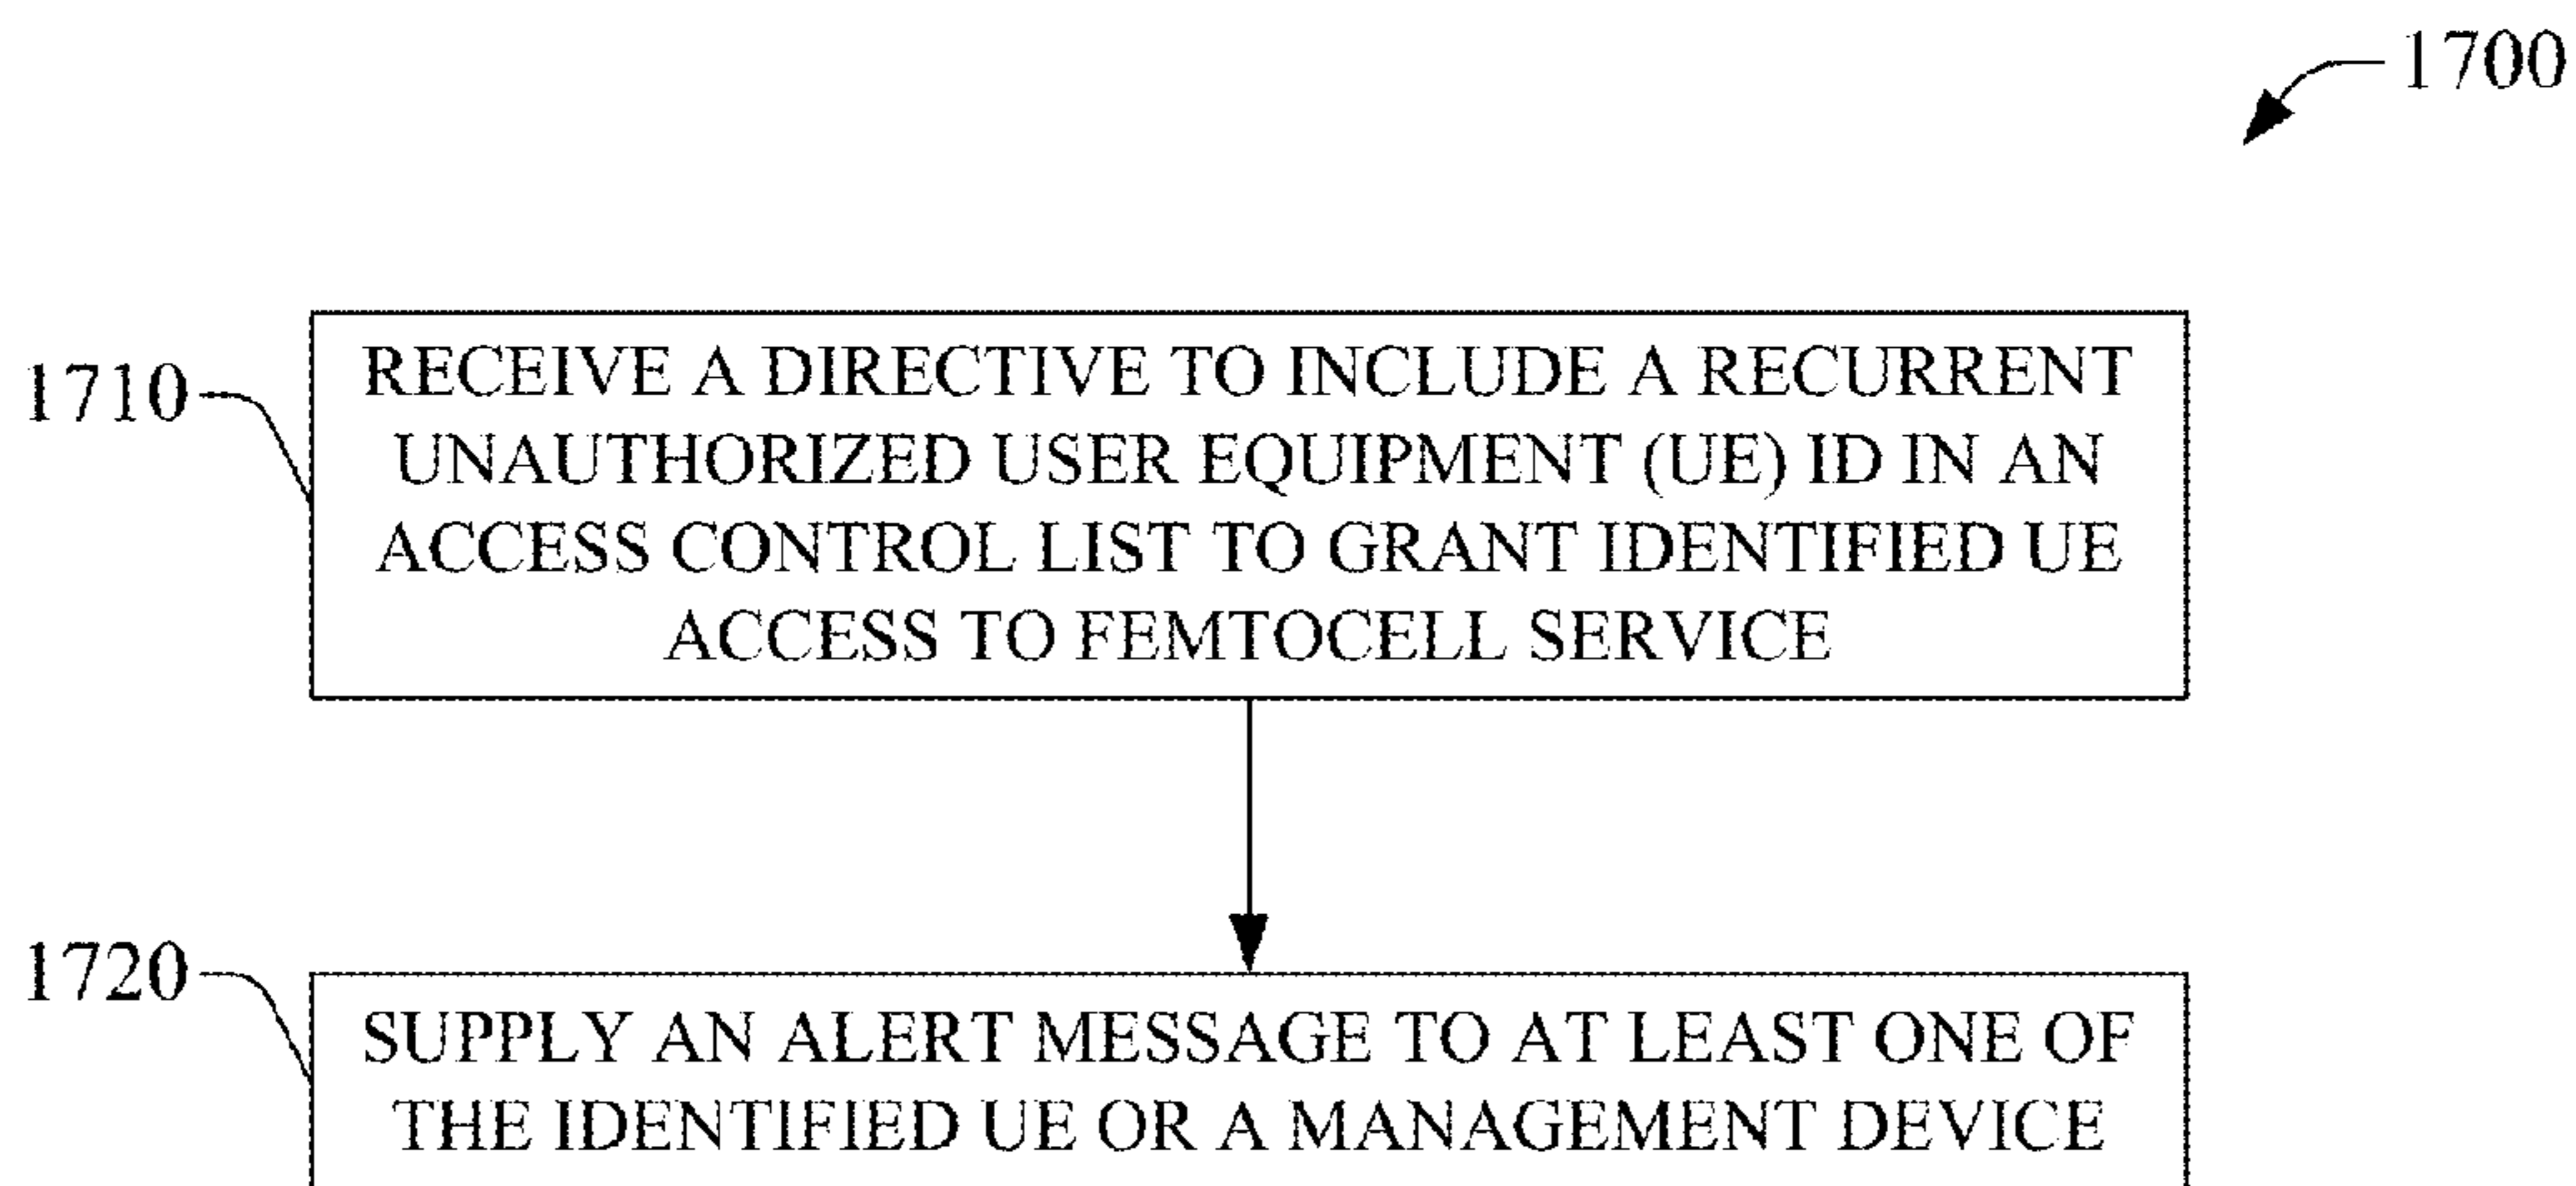 1700
1710
RECEIVE A DIRECTIVE TO INCLUDE A RECURRENT
UNAUTHORIZED USER EQUIPMENT (UE) ID IN AN
ACCESS CONTROL LIST TO GRANT IDENTIFIED UE
ACCESS TO FEMTOCELL SERVICE
1720
SUPPLY AN ALERT MESSAGE TO AT LEAST ONE OF
THE IDENTIFIED UE OR A MANAGEMENT DEVICE